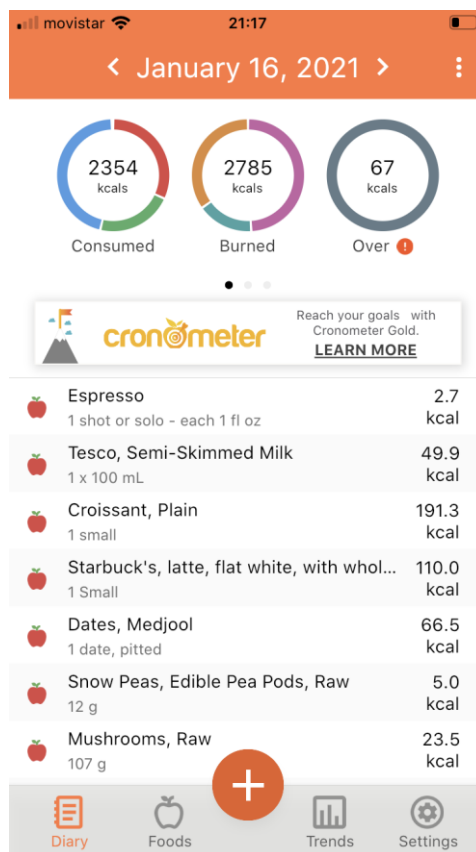 movistar 21:17
January 16, 2021
2354 2785 67
kcals kcals kcals
Consumed Burned Over
cronometer
Reach your goals with
Cronometer Gold.
LEARN MORE
Espresso 2.7
1 shot or solo - each 1 fl oz kcal
Tesco, Semi-Skimmed Milk 49.9
1 x 100 mL kcal
Croissant, Plain 191.3
1 small kcal
Starbuck's, latte, flat white, with whol... 110.0
1 Small kcal
Dates, Medjool 66.5
1 date, pitted kcal
Snow Peas, Edible Pea Pods, Raw 5.0
12 g kcal
Mushrooms, Raw 23.5
107 g kcal
Diary Foods Trends Settings